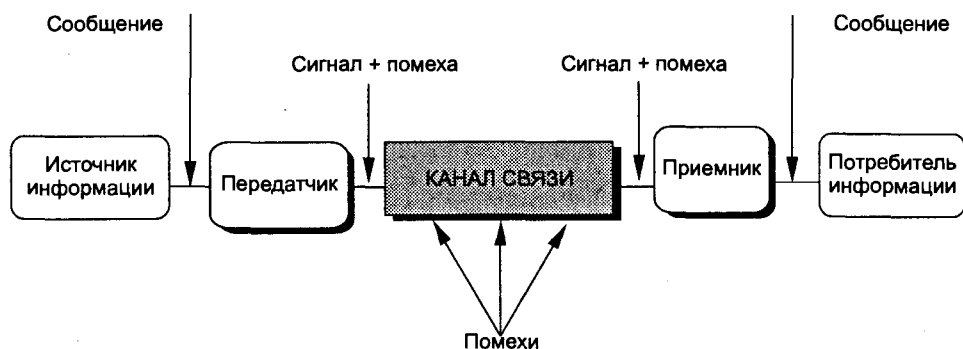 Сообщение
Сообщение
Сигнал + помеха
Сигнал + помеха
Источник
информации
Передатчик
КАНАЛ СВЯЗИ
Приемник
Потребитель
информации
Помехи